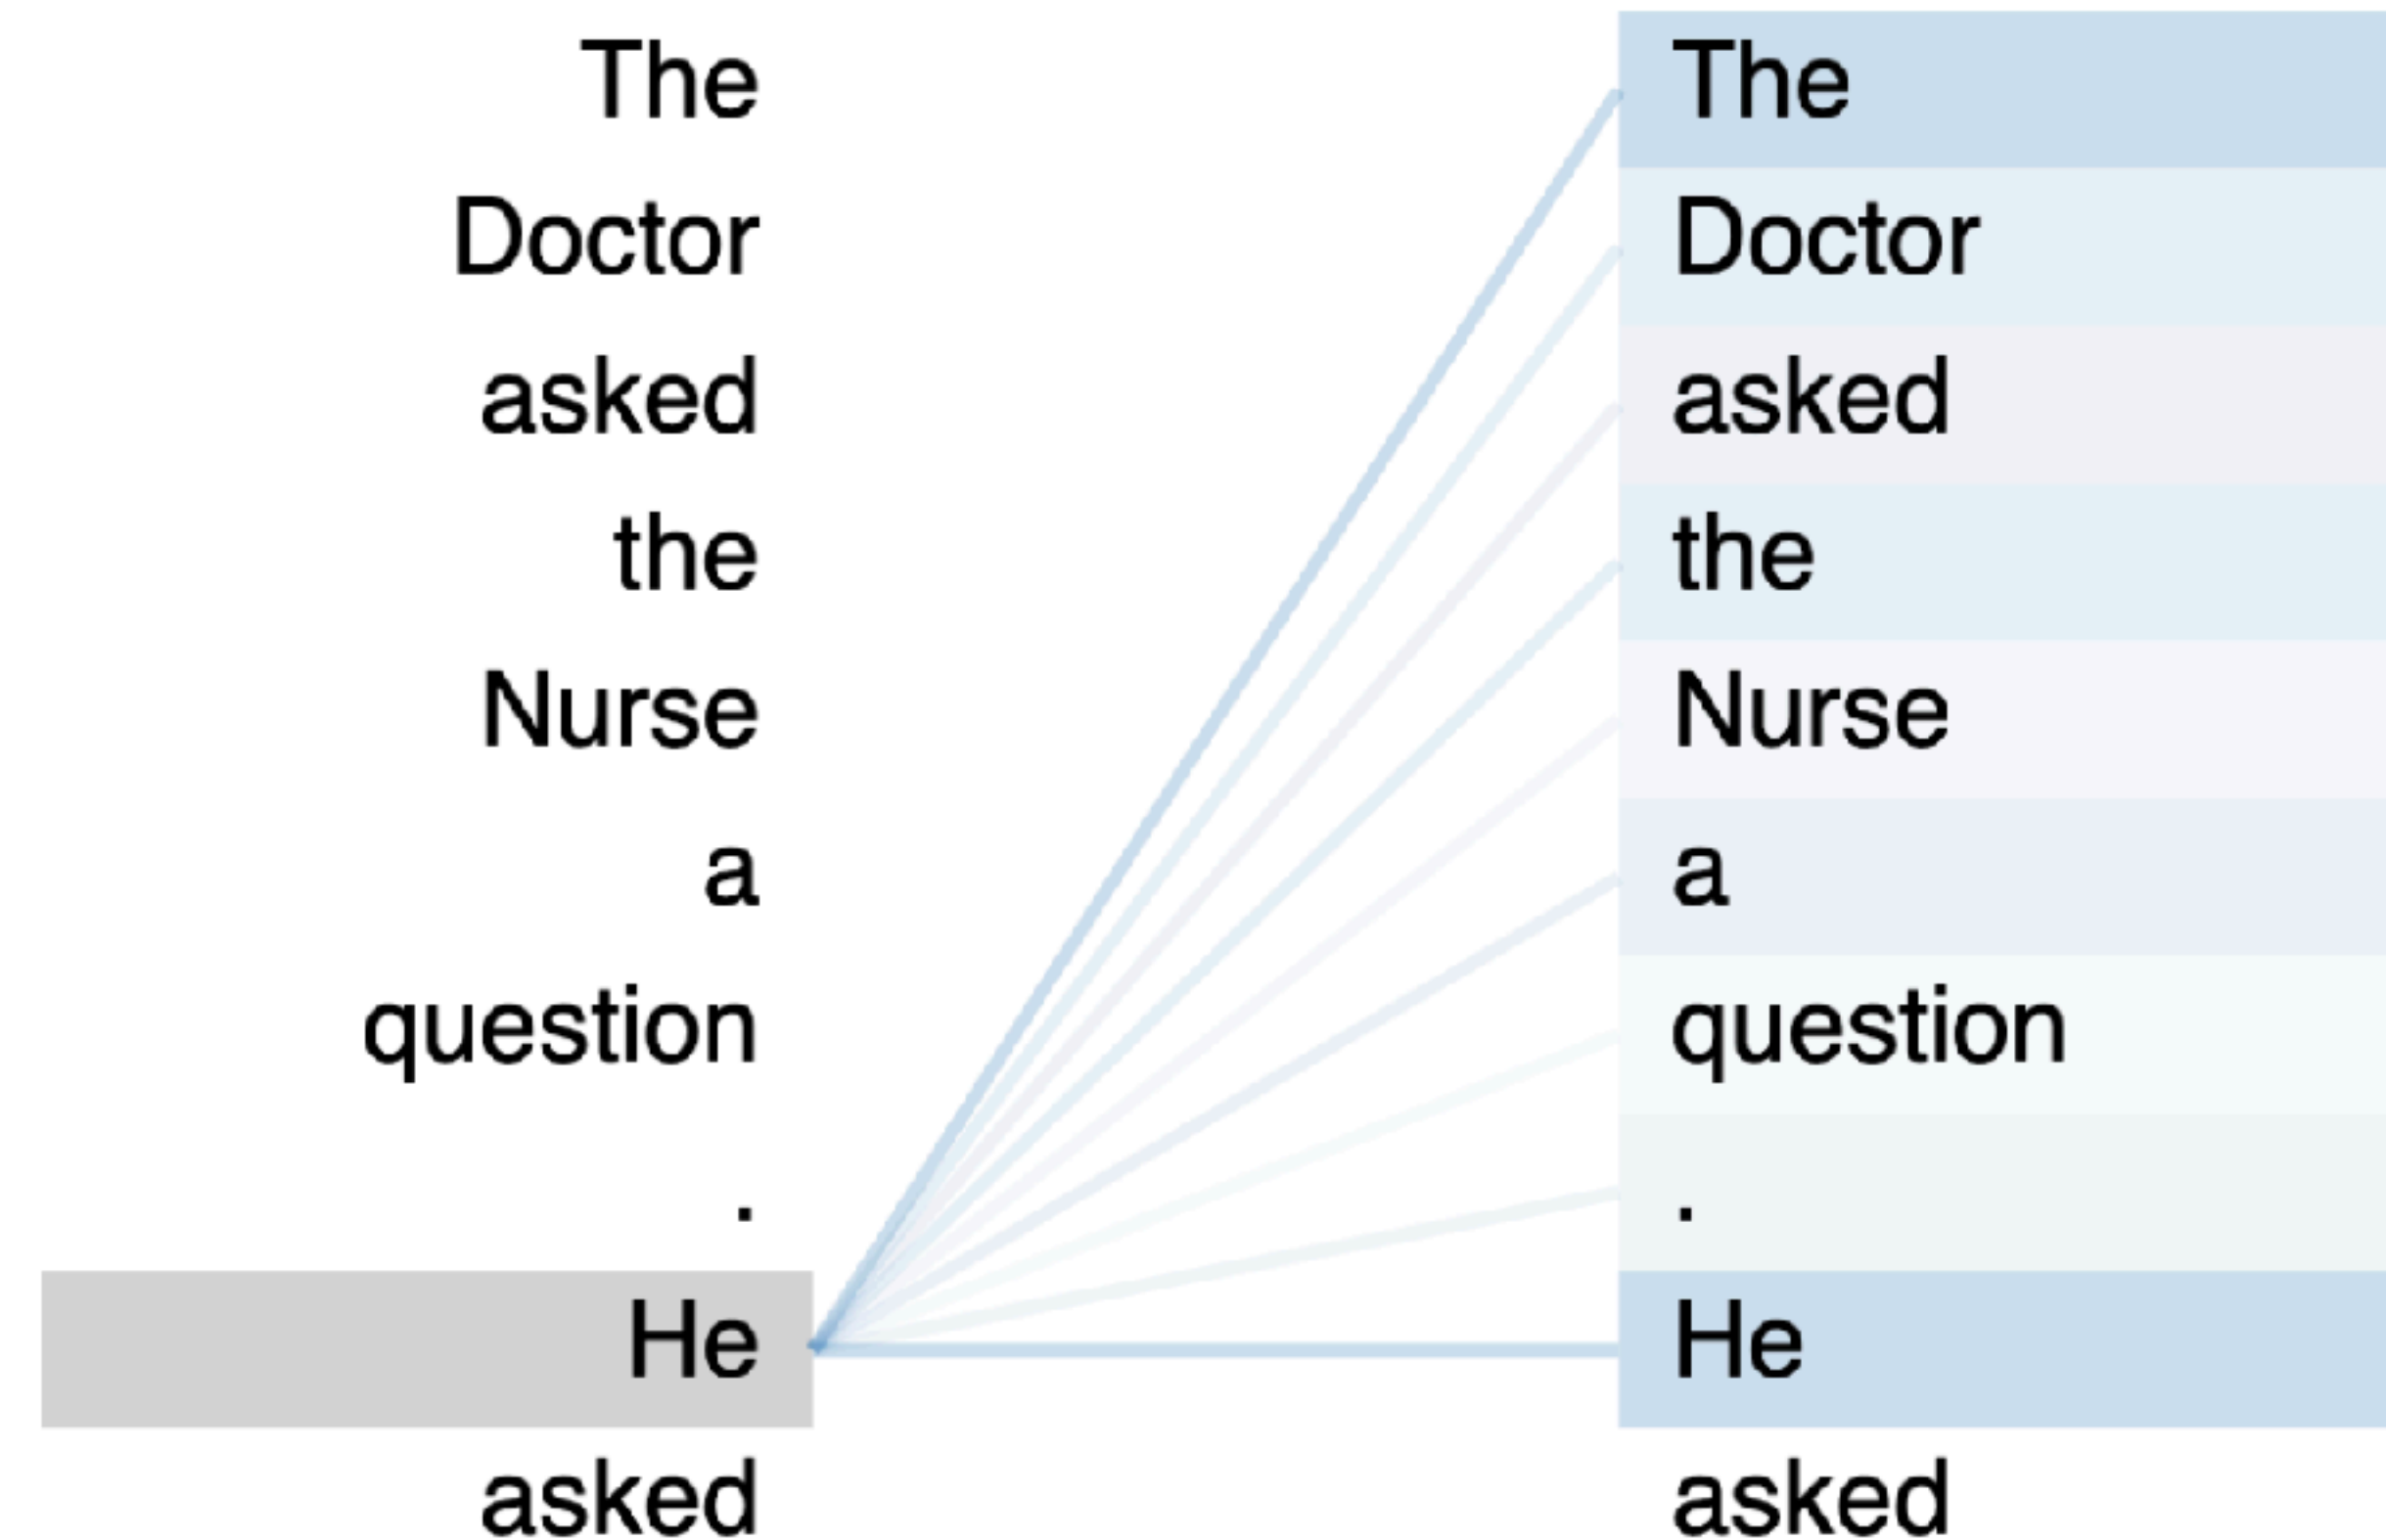 The The
Doctor Doctor
asked asked
the the
Nurse Nurse
a a
question question
. .
He He
asked asked